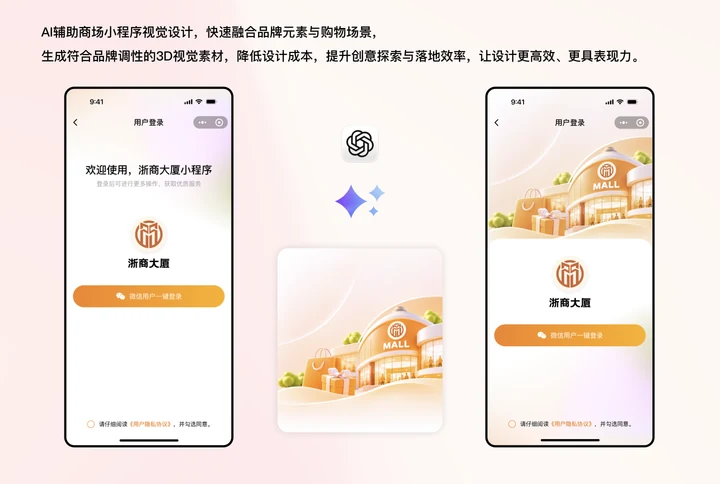 AI辅助商场小程序视觉设计，快速融合品牌元素与购物场景，
生成符合品牌调性的3D视觉素材，降低设计成本，提升创意探索与落地效率，让设计更高效、更具表现力。
9:41
用户登录
欢迎使用，浙商大厦小程序
登录后可进行更多操作，获取优质服务
浙商大厦
微信用户一键登录
请仔细阅读《用户隐私协议》，并勾选同意。
MALL
9:41
用户登录
MALL
浙商大厦
微信用户一键登录
请仔细阅读《用户隐私协议》，并勾选同意。